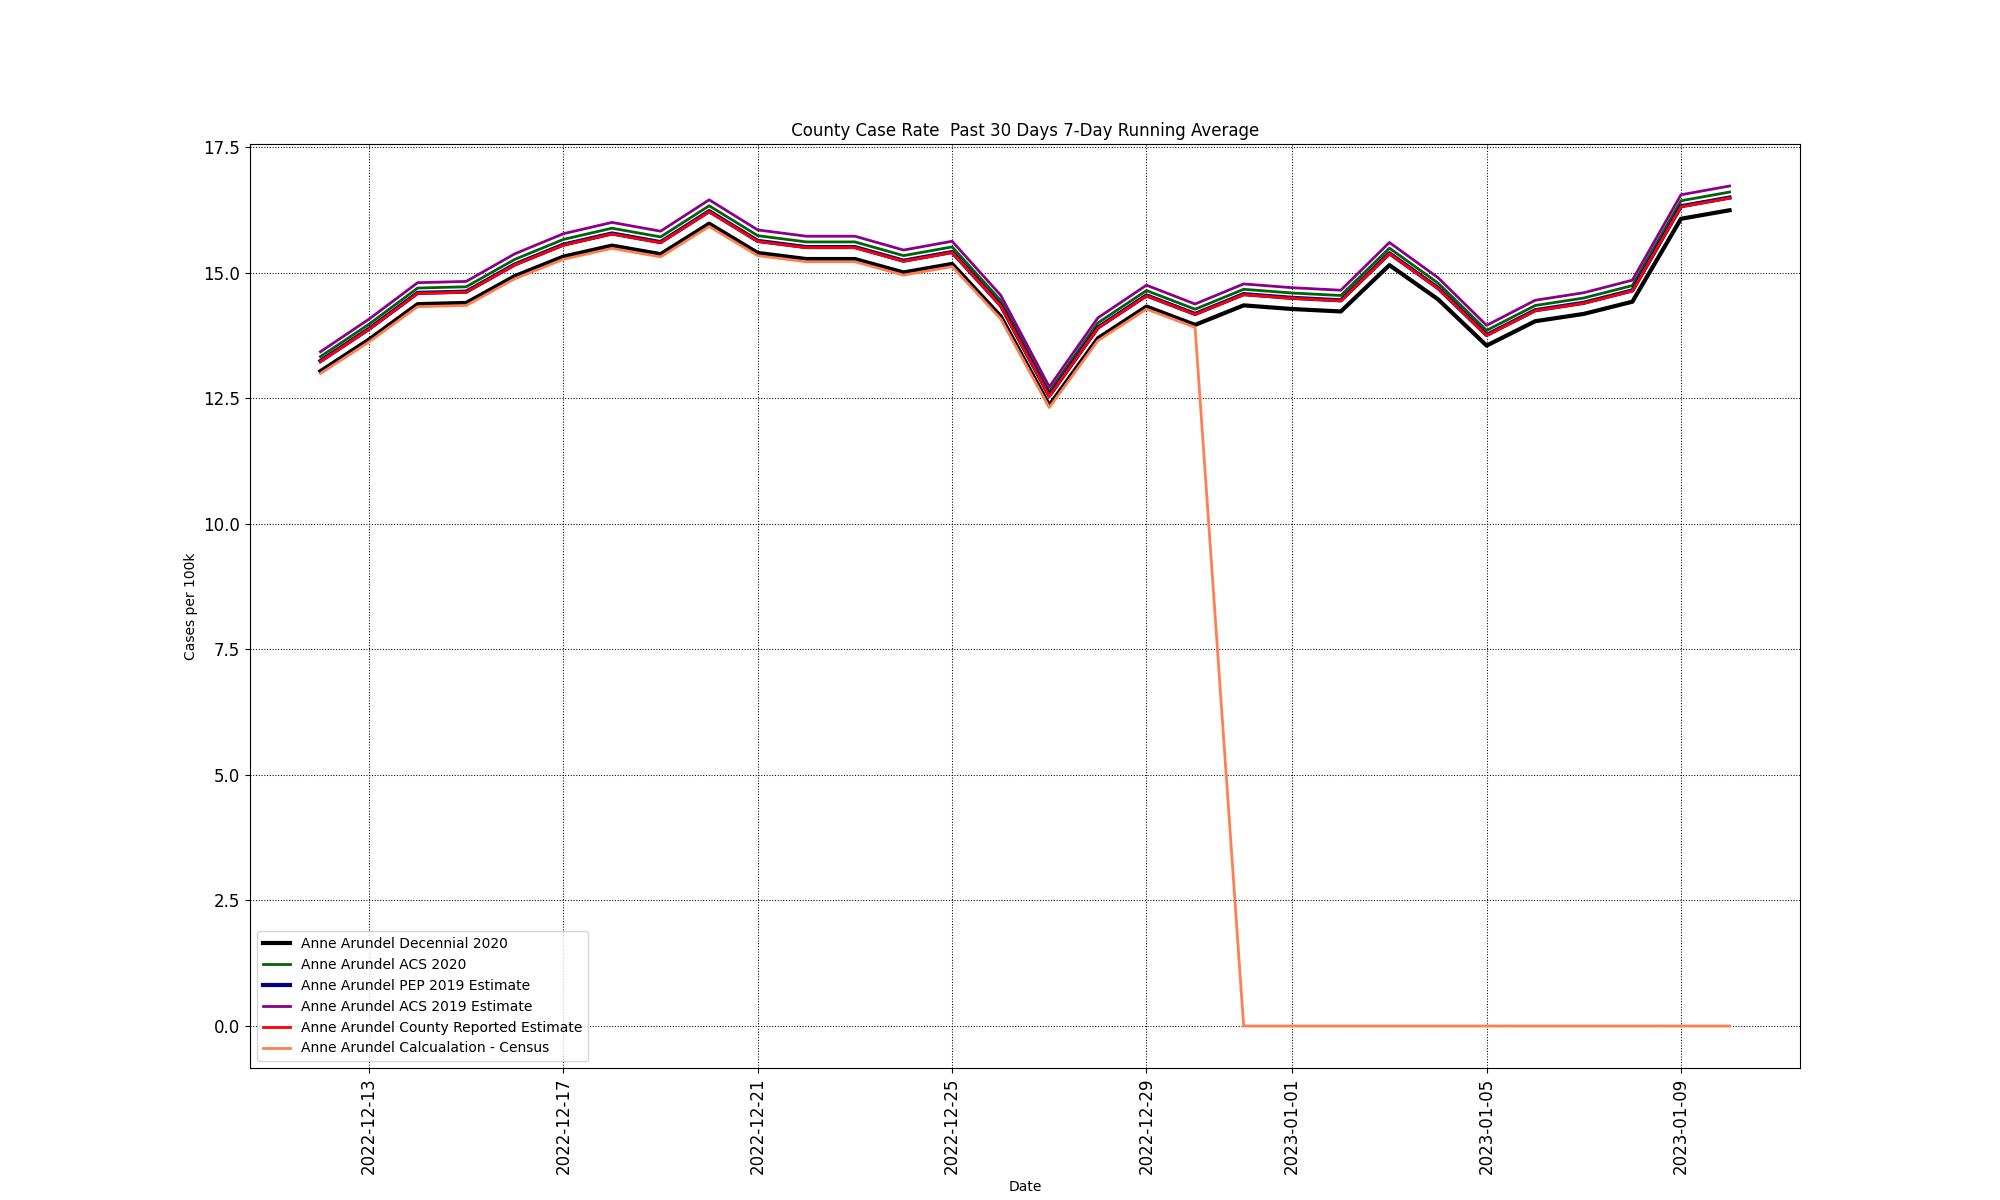 County Case Rate  Past 30 Days 7-Day Running Average
17.5
15.0
12.5
10.0
7.5
5.0
2.5
0.0
Cases per 100k
Anne Arundel Decennial 2020
Anne Arundel ACS 2020
Anne Arundel PEP 2019 Estimate
Anne Arundel ACS 2019 Estimate
Anne Arundel County Reported Estimate
Anne Arundel Calcualation - Census
2022-12-13
2022-12-17
2022-12-21
2022-12-25
2022-12-29
2023-01-01
2023-01-05
2023-01-09
Date